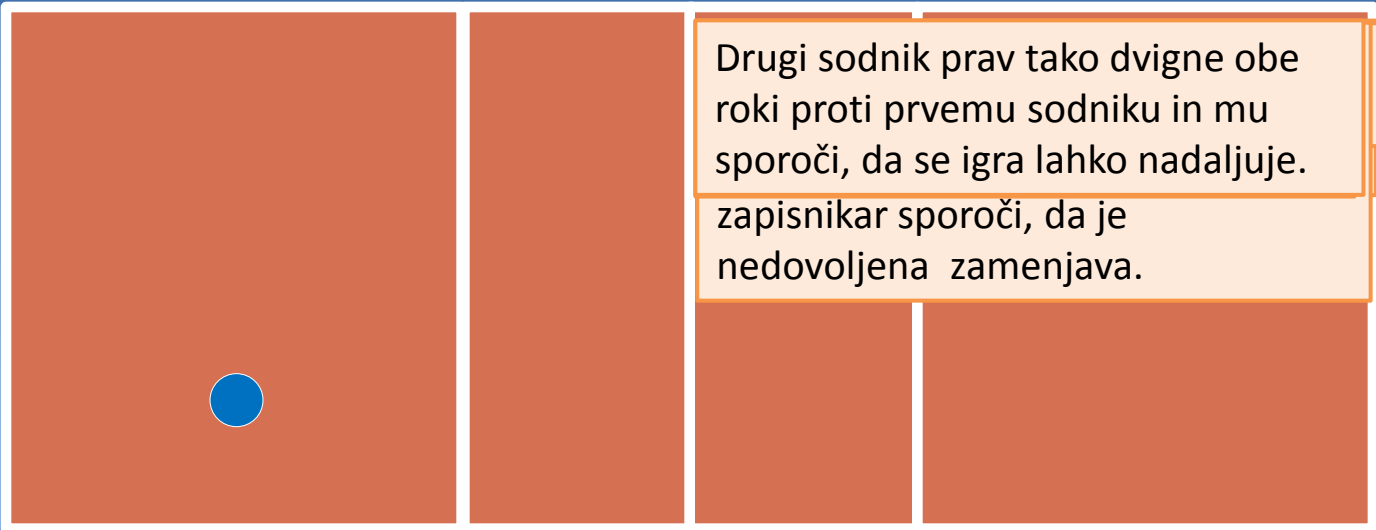 Drugi sodnik prav tako dvigne obe
roki proti prvemu sodniku in mu
sporoči, da se igra lahko nadaljuje.
zapisnikar sporoči, da je
nedovoljena zamenjava.